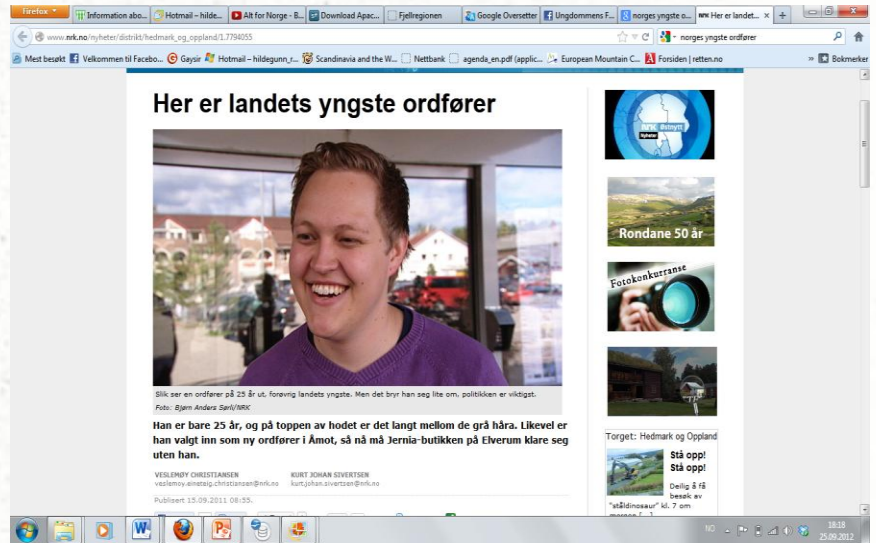 Firefox
Information abo...
Hotmail – hilde...
Alt for Norge - B...
Download Apac...
Fjellregionen
Google Oversetter
Ungdommens F...
norges yngste o...
Her er landet...
www.nrk.no/nyheter/distrikt/hedmark_og_oppland/1.7794055
norges yngste ordfører
Mest besøkt
Velkommen til Facebo...
Gaysir
Hotmail – hildegunn_r...
Scandinavia and the W...
Nettbank
agenda_en.pdf (applic...
European Mountain C...
Forsiden | retten.no
Bokmerker
Her er landets yngste ordfører
NRK Østnytt
Nyheter
Rondane 50 år
Fotokonkurranse
Slik ser en ordfører på 25 år ut, forøvrig landets yngste. Men det bryr han seg lite om, politikken er viktigst.
Foto: Bjørn Anders Sørli/NRK
Han er bare 25 år, og på toppen av hodet er det langt mellom de grå håra. Likevel er
han valgt inn som ny ordfører i Åmot, så nå må Jernia-butikken på Elverum klare seg
uten han.
VESLEMØY CHRISTIANSEN
veslemoy.einsteig.christiansen@nrk.no
KURT JOHAN SIVERTSEN
kurt.johan.sivertsen@nrk.no
Publisert 15.09.2011 08:55.
Torget: Hedmark og Oppland
Stå opp!
Stå opp!
Deilig å få
besøk av
"ståldinosaur" kl. 7 om
NO
18:18
25.09.2012